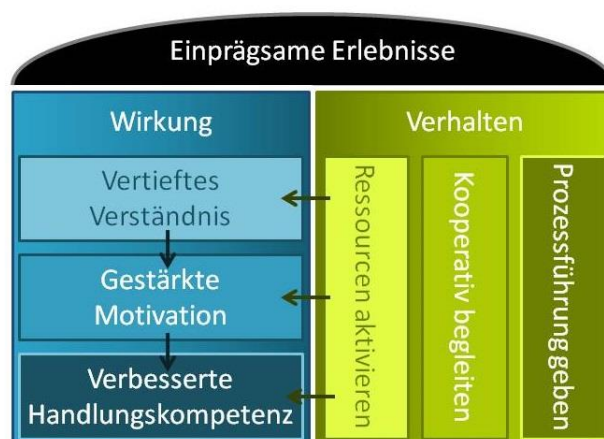 Einprägsame Erlebnisse
Wirkung
Vertieftes
Verständnis
Gestärkte
Motivation
Verbesserte
Handlungskompetenz
Verhalten
Ressourcen aktivieren
Kooperativ begleiten
Prozessführung geben